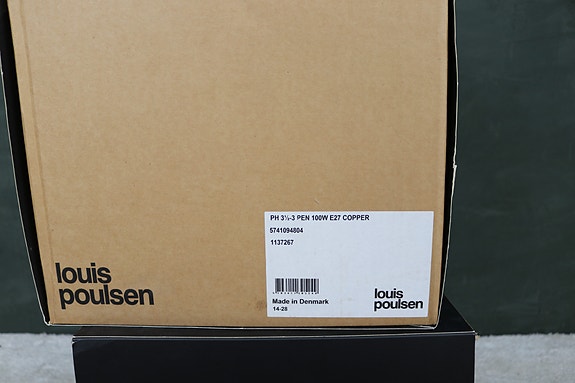 PH 3½-3 PEN 100W E27 COPPER
5741094804
1137267
Made in Denmark
14-28
louis
poulsen
louis
poulsen